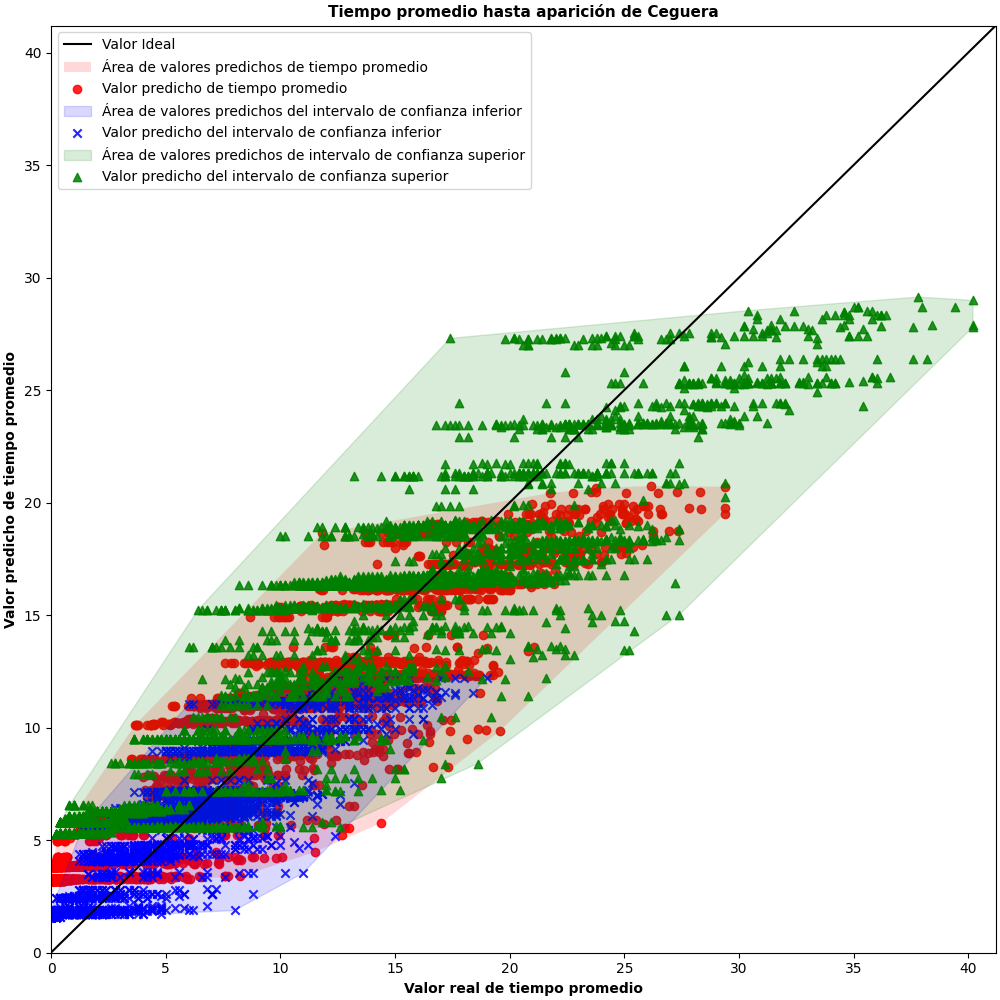 Tiempo promedio hasta aparición de Ceguera
Valor Ideal
Área de valores predichos de tiempo promedio
Valor predicho de tiempo promedio
Área de valores predichos del intervalo de confianza inferior
Valor predicho del intervalo de confianza inferior
Área de valores predichos de intervalo de confianza superior
Valor predicho del intervalo de confianza superior
Valor predicho de tiempo promedio
40
35
30
25
20
15
10
5
0
0 5 10 15 20 25 30 35 40
Valor real de tiempo promedio